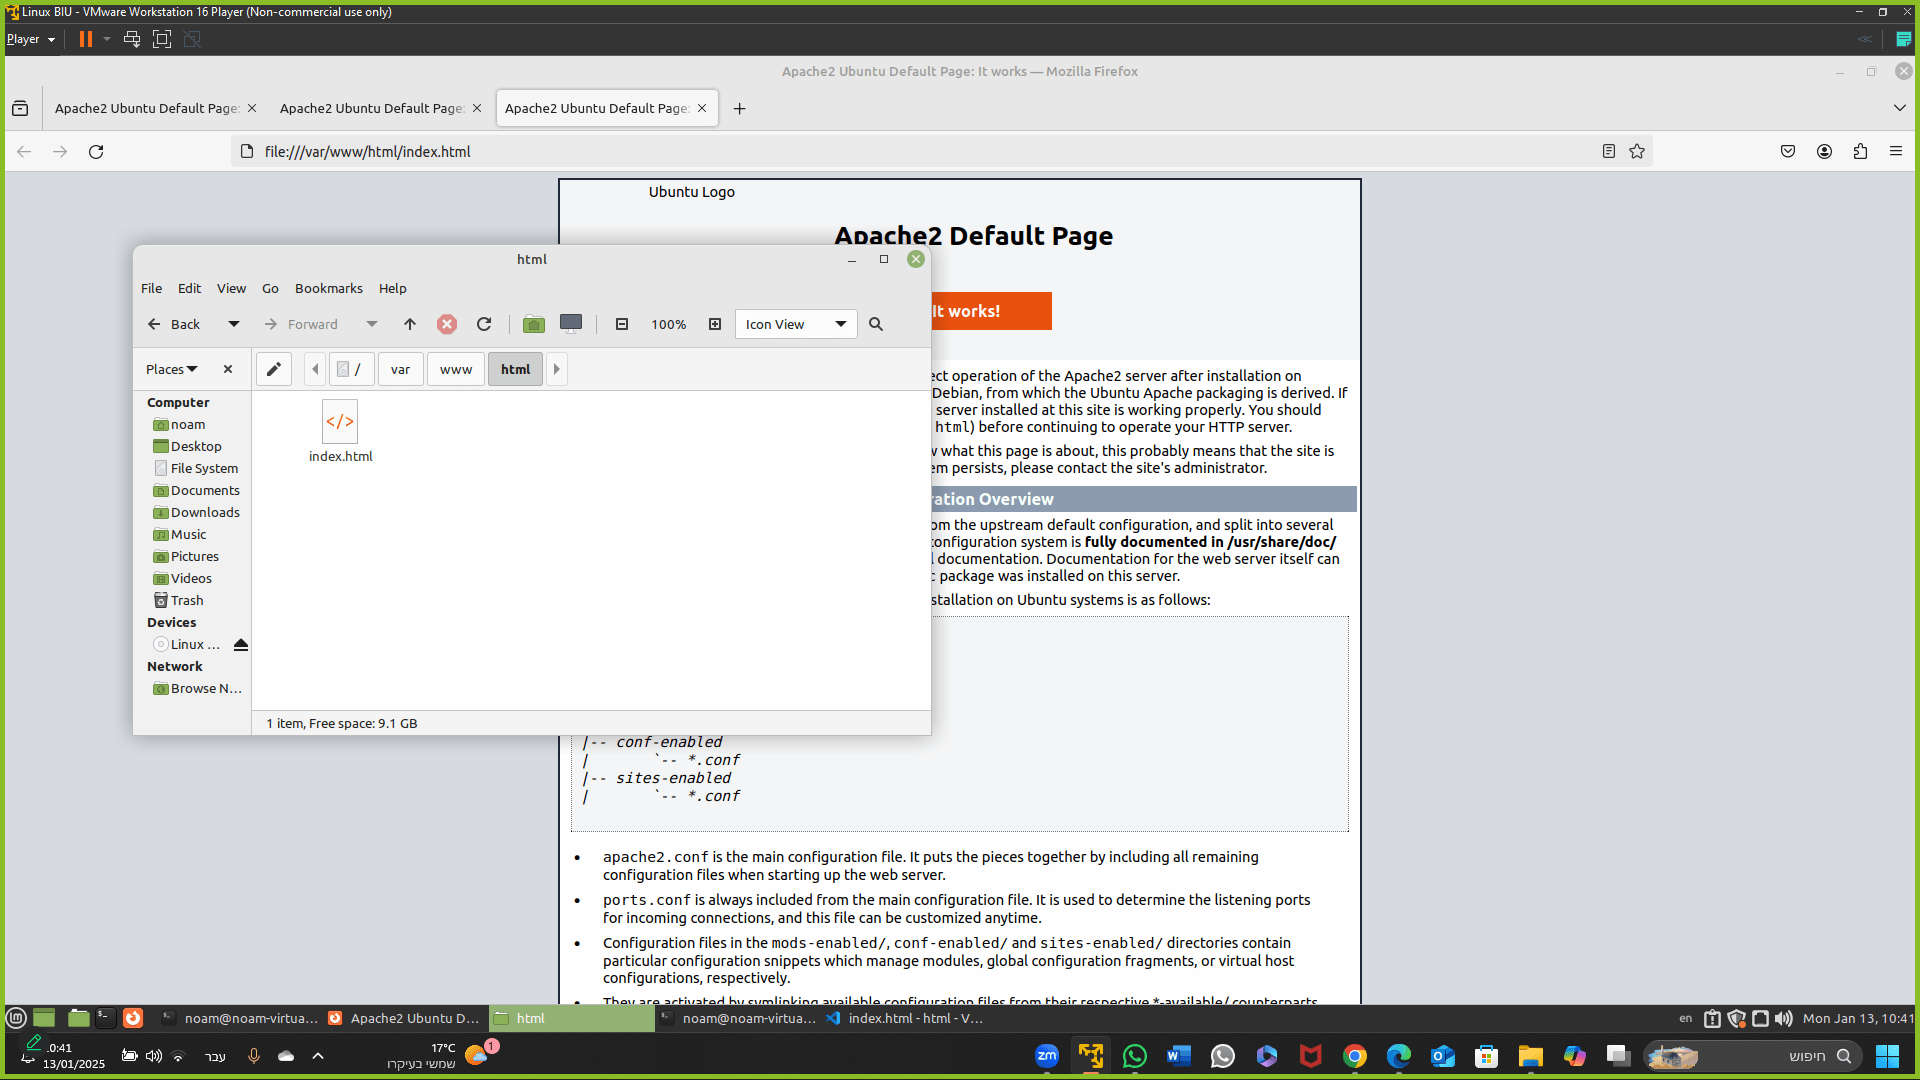 Linux BIU - VMware Workstation 16 Player (Non-commercial use only)
Player
Apache2 Ubuntu Default Page: It works — Mozilla Firefox
Apache2 Ubuntu Default Page:
Apache2 Ubuntu Default Page:
Apache2 Ubuntu Default Page:
file:///var/www/html/index.html
Ubuntu Logo
Apache2 Default Page
It works!
ect operation of the Apache2 server after installation on
Debian, from which the Ubuntu Apache packaging is derived. If
server installed at this site is working properly. You should
html) before continuing to operate your HTTP server.
w what this page is about, this probably means that the site is
em persists, please contact the site's administrator.
ration Overview
om the upstream default configuration, and split into several
configuration system is fully documented in /usr/share/doc/
l documentation. Documentation for the web server itself can
c package was installed on this server.
stallation on Ubuntu systems is as follows:
html
File Edit View Go Bookmarks Help
Back Forward 100% Icon View
Places / var www html
Computer
noam
Desktop
File System
Documents
Downloads
Music
Pictures
Videos
Trash
Devices
Linux ...
Network
Browse N...
index.html
1 item, Free space: 9.1 GB
|-- conf-enabled
| `-- *.conf
|-- sites-enabled
| `-- *.conf
• apache2.conf is the main configuration file. It puts the pieces together by including all remaining
configuration files when starting up the web server.
• ports.conf is always included from the main configuration file. It is used to determine the listening ports
for incoming connections, and this file can be customized anytime.
• Configuration files in the mods-enabled/, conf-enabled/ and sites-enabled/ directories contain
particular configuration snippets which manage modules, global configuration fragments, or virtual host
configurations, respectively.
• They are activated by symlinking available configuration files from their respective *-available/ counterparts.
noam@noam-virtua... Apache2 Ubuntu D... html noam@noam-virtua... index.html - html - V... en Mon Jan 13, 10:41
10:41
13/01/2025
עבר
17°C
שמשי בעיקרו
1
zm
חיפוש